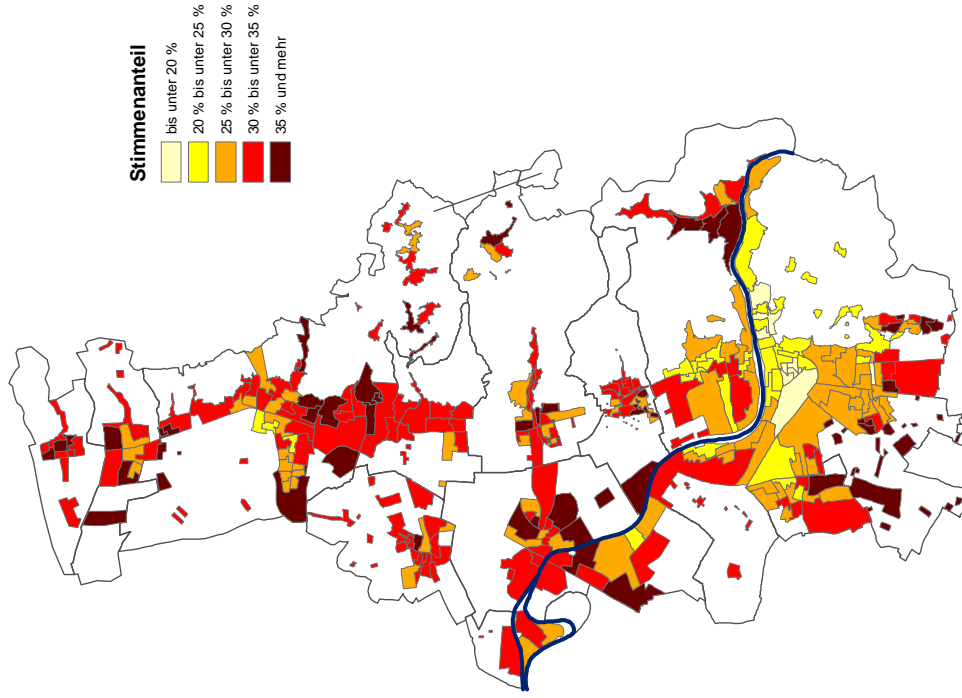 Stimmenanteil
bis unter 20 %
20 % bis unter 25 %
25 % bis unter 30 %
30 % bis unter 35 %
35 % und mehr